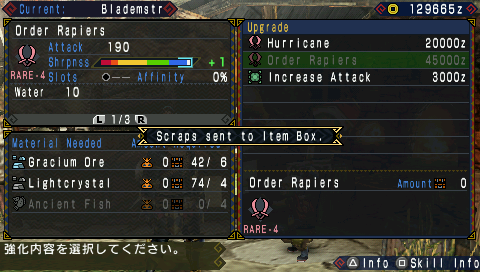 Current: Blademstr
129665z
Order Rapiers
Attack 190
Shrpnss +1
RARE-4 Slots ●―― Affinity 0%
Water 10
L 1/3 R
Upgrade
Hurricane 20000z
Order Rapiers 45000z
Increase Attack 3000z
Scraps sent to Item Box.
Material Needed
Gracium Ore 0 42/ 6
Lightcrystal 0 74/ 4
Ancient Fish 0 0/ 4
Order Rapiers Amount 0
RARE-4
強化内容を選択してください。
△ Info □ Skill Info